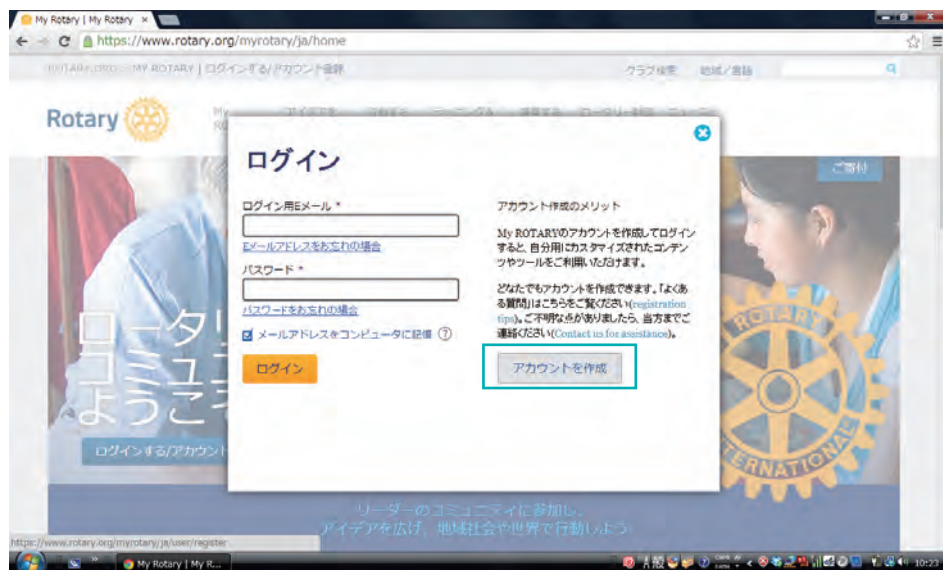 My Rotary | My Rotary
https://www.rotary.org/myrotary/ja/home
MY ROTARY | ログインする/アカウント登録
クラブ検索 地域/言語
Rotary
ご寄付
ログイン
ログイン用Eメール *
Eメールアドレスをお忘れの場合
パスワード *
パスワードをお忘れの場合
メールアドレスをコンピュータに記憶 ?
ログイン
アカウント作成のメリット
My ROTARYのアカウントを作成してログイン
すると、自分用にカスタマイズされたコンテン
ツやツールをご利用いただけます。
どなたでもアカウントを作成できます。「よくあ
る質問」はこちらをご覧ください(registration
tips)。ご不明な点がありましたら、当方までご
連絡ください(Contact us for assistance)。
アカウントを作成
ロータリ
コミュニ
ようこそ
ログインする/アカウント
ROTARY
INTERNATIONAL
リーダーのコミュニティに参加し、
アイデアを広げ、地域社会や世界で行動しよう
https://www.rotary.org/myrotary/ja/user/register
My Rotary | My R...
A 般
10:23